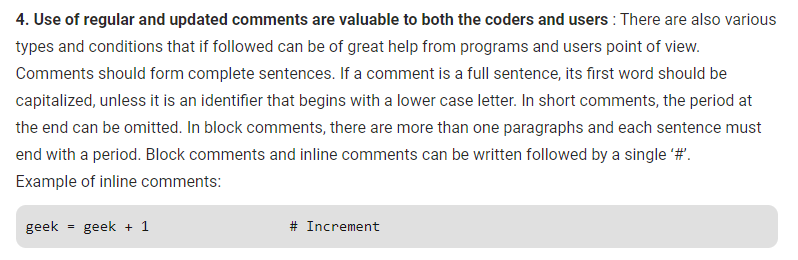 4. Use of regular and updated comments are valuable to both the coders and users : There are also various
types and conditions that if followed can be of great help from programs and users point of view.
Comments should form complete sentences. If a comment is a full sentence, its first word should be
capitalized, unless it is an identifier that begins with a lower case letter. In short comments, the period at
the end can be omitted. In block comments, there are more than one paragraphs and each sentence must
end with a period. Block comments and inline comments can be written followed by a single ‘#’.
Example of inline comments:
geek = geek + 1                 # Increment